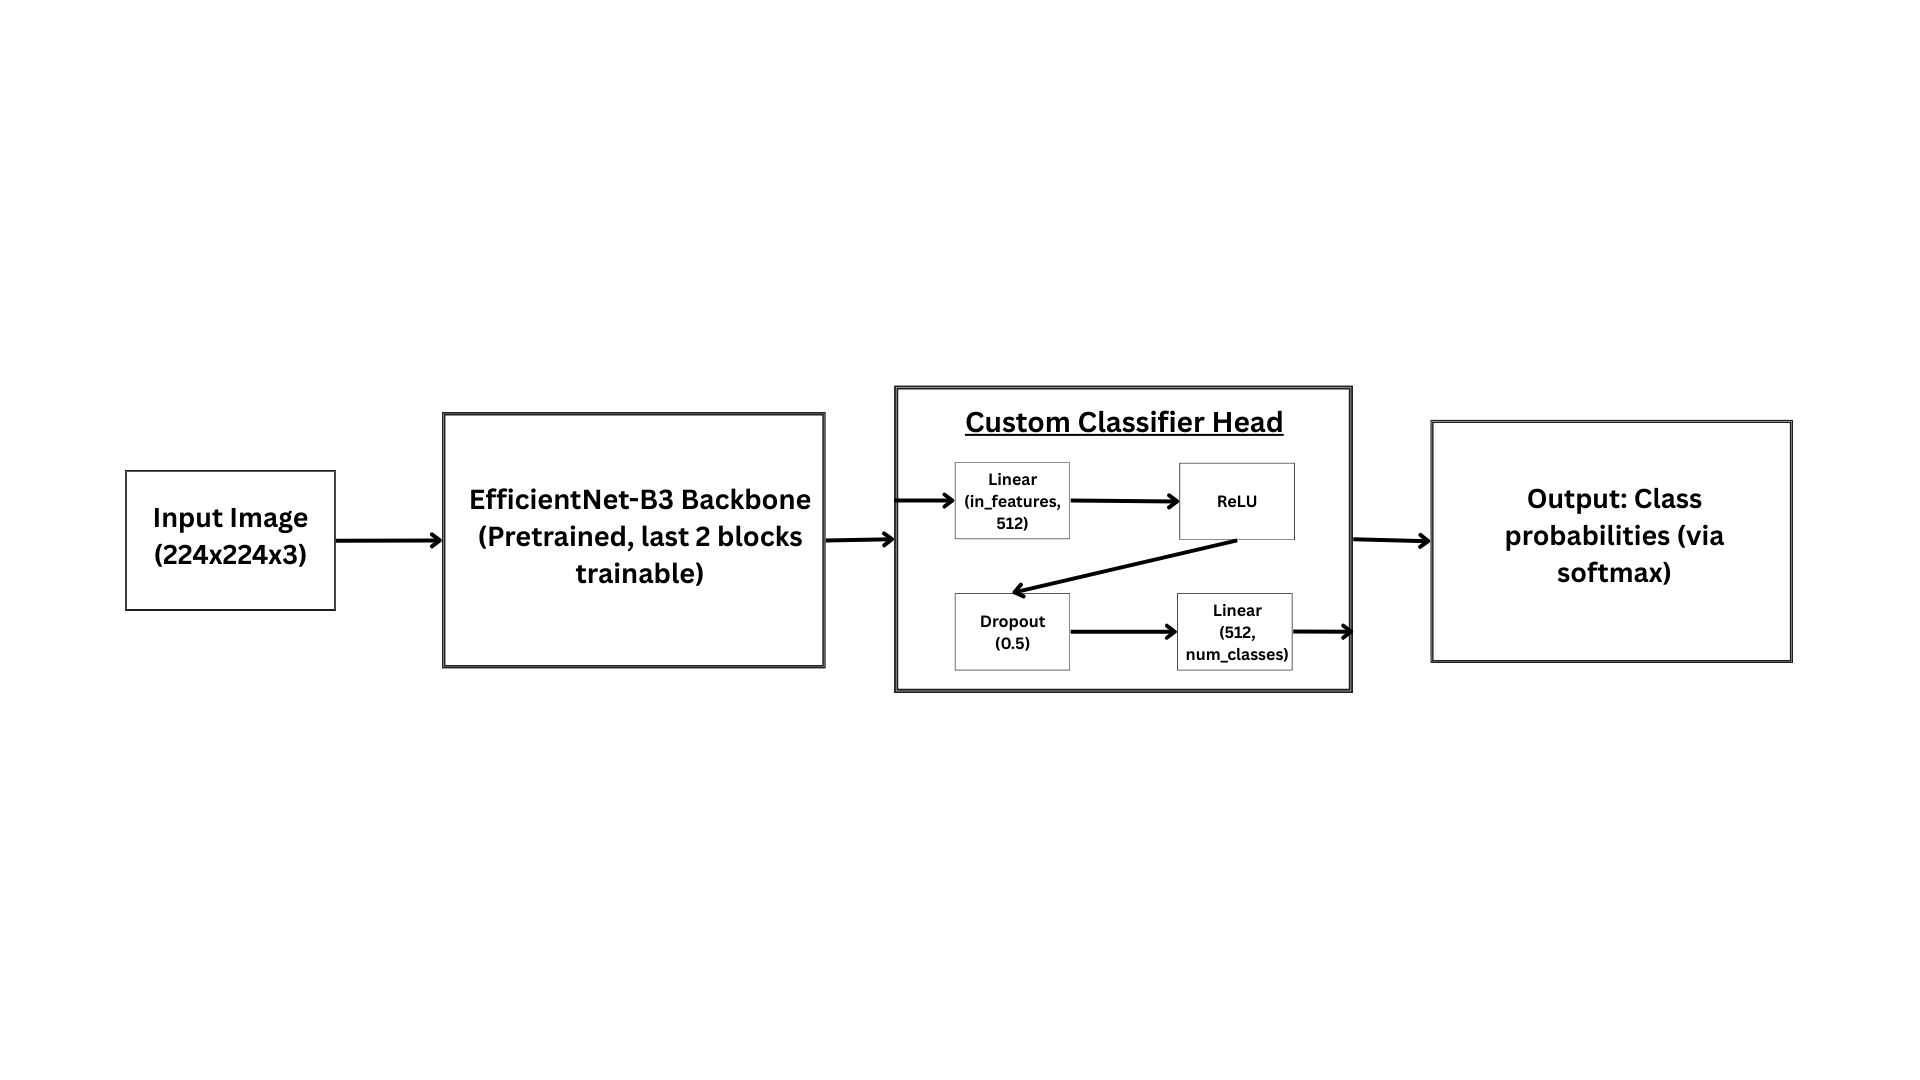 Input Image
(224x224x3)
EfficientNet-B3 Backbone
(Pretrained, last 2 blocks
trainable)
Custom Classifier Head
Linear
(in_features,
512)
ReLU
Dropout
(0.5)
Linear
(512,
num_classes)
Output: Class
probabilities (via
softmax)